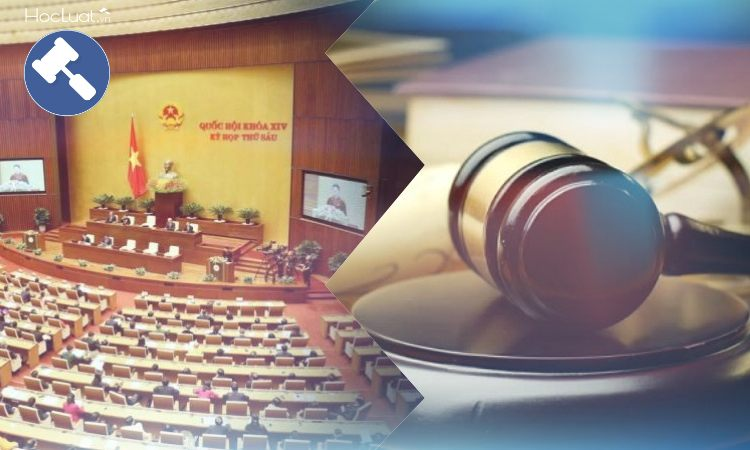 HocLuat.vn
QUỐC HỘI KHÓA XIV
KỲ HỌP THỨ SÁU